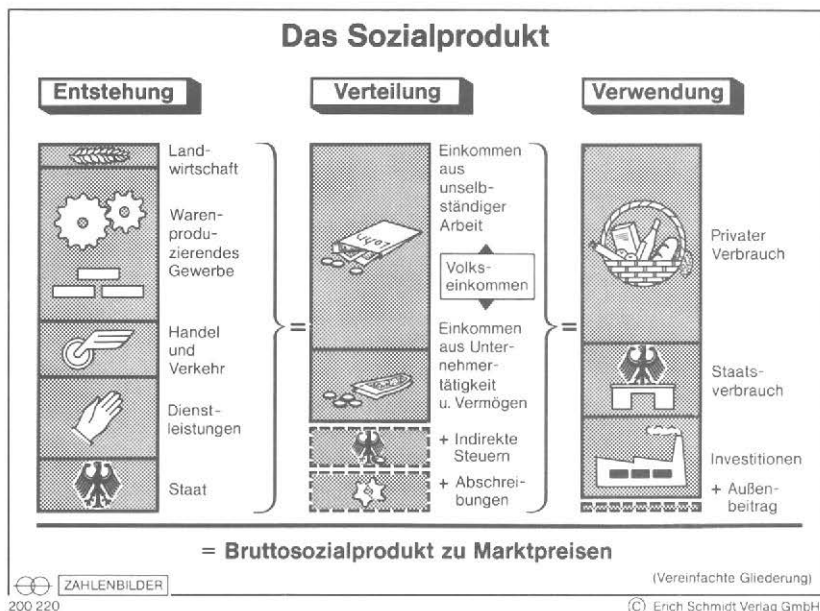 Das Sozialprodukt
Entstehung
Land-
wirtschaft
Waren-
produ-
zierendes
Gewerbe
Handel
und
Verkehr
Dienst-
leistungen
Staat
=
Verteilung
Einkommen
aus
unselb-
ständiger
Arbeit
Volks-
einkommen
Einkommen
aus Unter-
nehmer-
tätigkeit
u. Vermögen
+ Indirekte
Steuern
+ Abschrei-
bungen
=
Verwendung
Privater
Verbrauch
Staats-
verbrauch
Investitionen
+ Außen-
beitrag
= Bruttosozialprodukt zu Marktpreisen
(Vereinfachte Gliederung)
ZAHLENBILDER
200 220
© Erich Schmidt Verlag GmbH